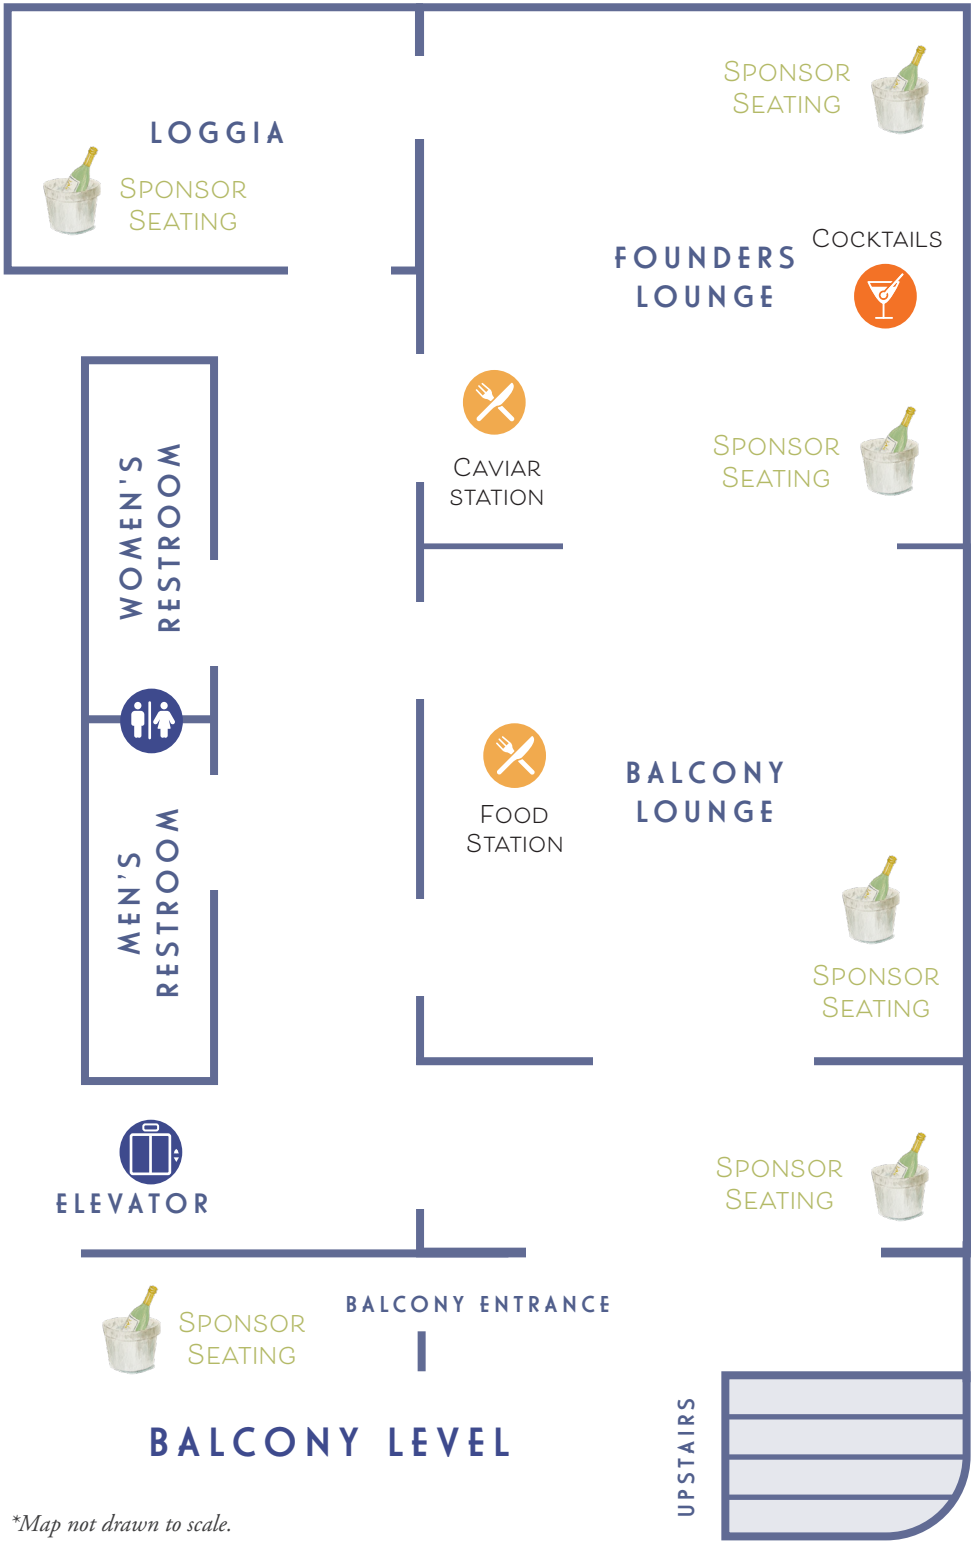 SPONSOR
SEATING
LOGGIA
SPONSOR
SEATING
COCKTAILS
FOUNDERS
LOUNGE
CAVIAR
STATION
SPONSOR
SEATING
WOMEN'S
RESTROOM
FOOD
STATION
BALCONY
LOUNGE
MEN'S
RESTROOM
SPONSOR
SEATING
ELEVATOR
SPONSOR
SEATING
BALCONY ENTRANCE
SPONSOR
SEATING
UPSTAIRS
BALCONY LEVEL
*Map not drawn to scale.